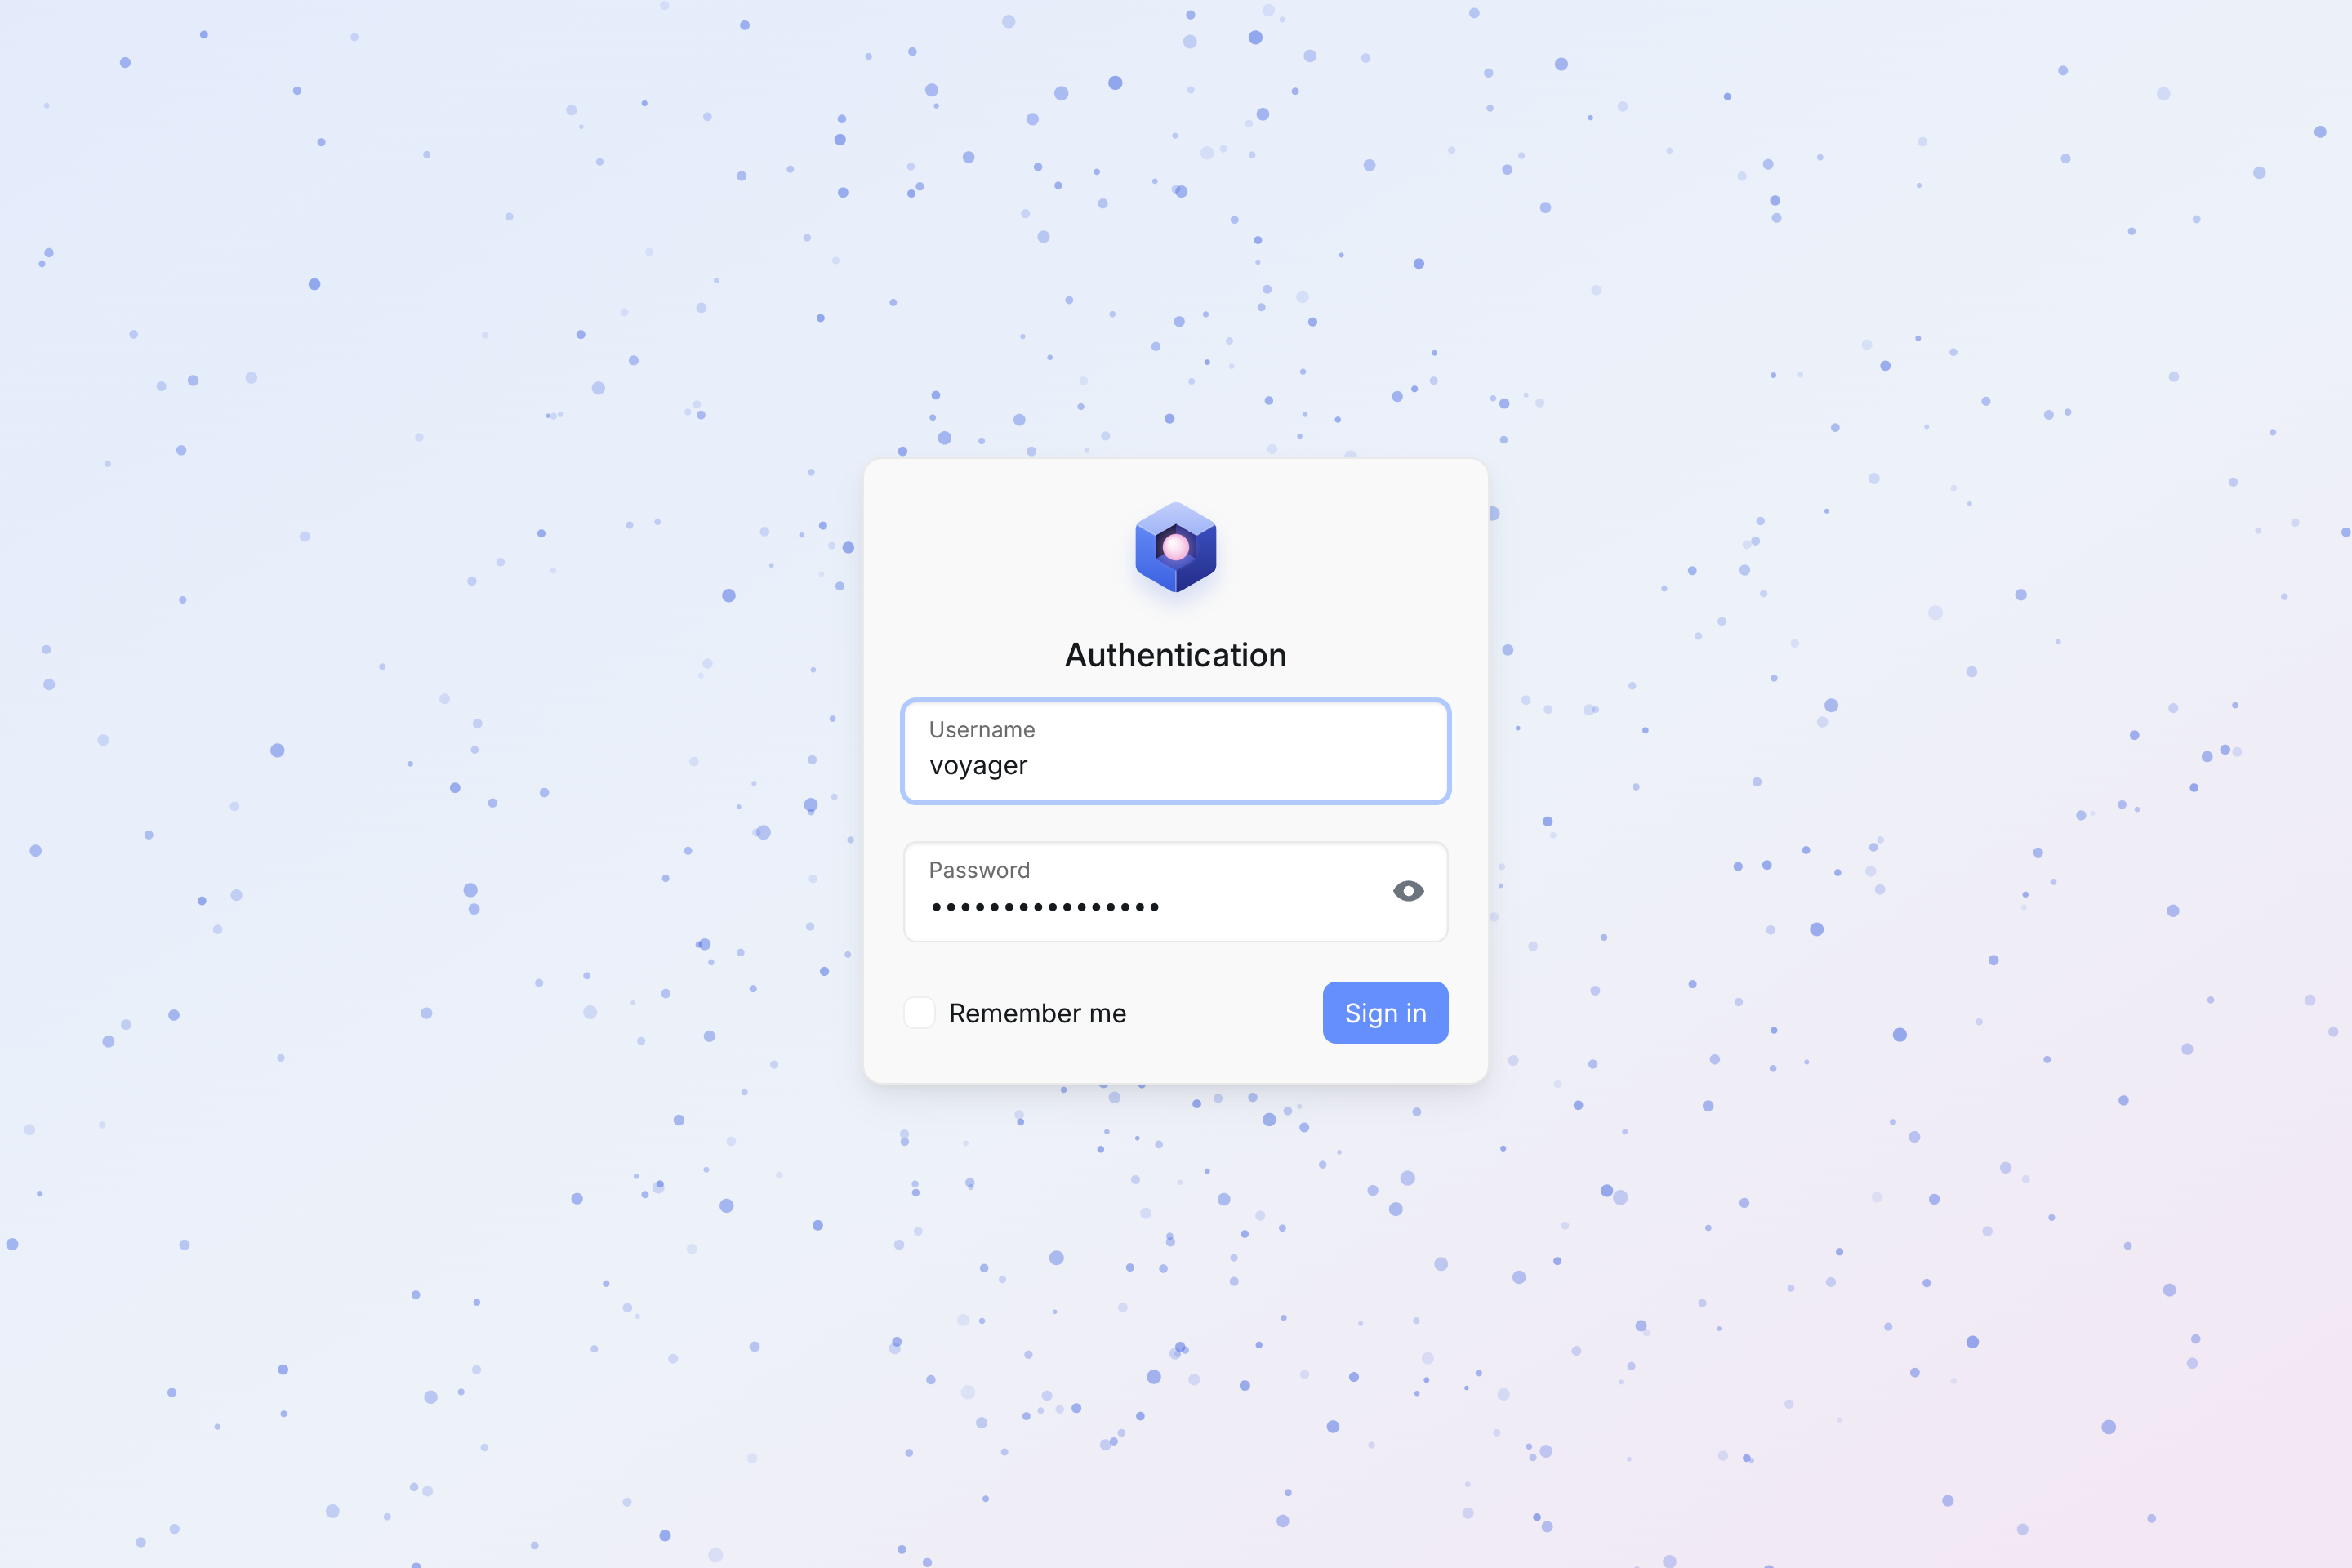 Authentication
Username
voyager
Password
••••••••••••••••
Remember me
Sign in